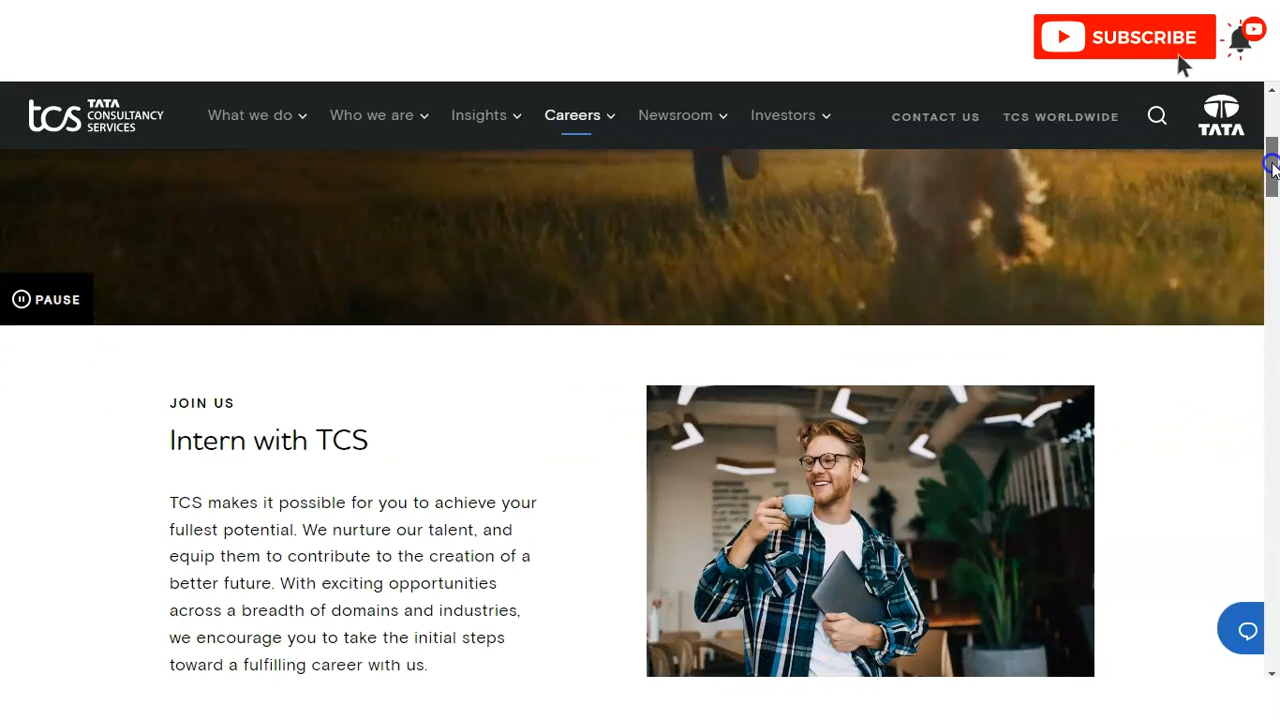 SUBSCRIBE
tcs TATA CONSULTANCY SERVICES
What we do Who we are Insights Careers Newsroom Investors CONTACT US TCS WORLDWIDE TATA
PAUSE
JOIN US
Intern with TCS
TCS makes it possible for you to achieve your
fullest potential. We nurture our talent, and
equip them to contribute to the creation of a
better future. With exciting opportunities
across a breadth of domains and industries,
we encourage you to take the initial steps
toward a fulfilling career with us.